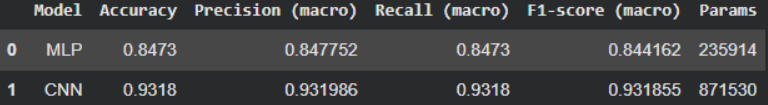 Model Accuracy Precision (macro) Recall (macro) F1-score (macro) Params
0 MLP 0.8473 0.847752 0.8473 0.844162 235914
1 CNN 0.9318 0.931986 0.9318 0.931855 871530